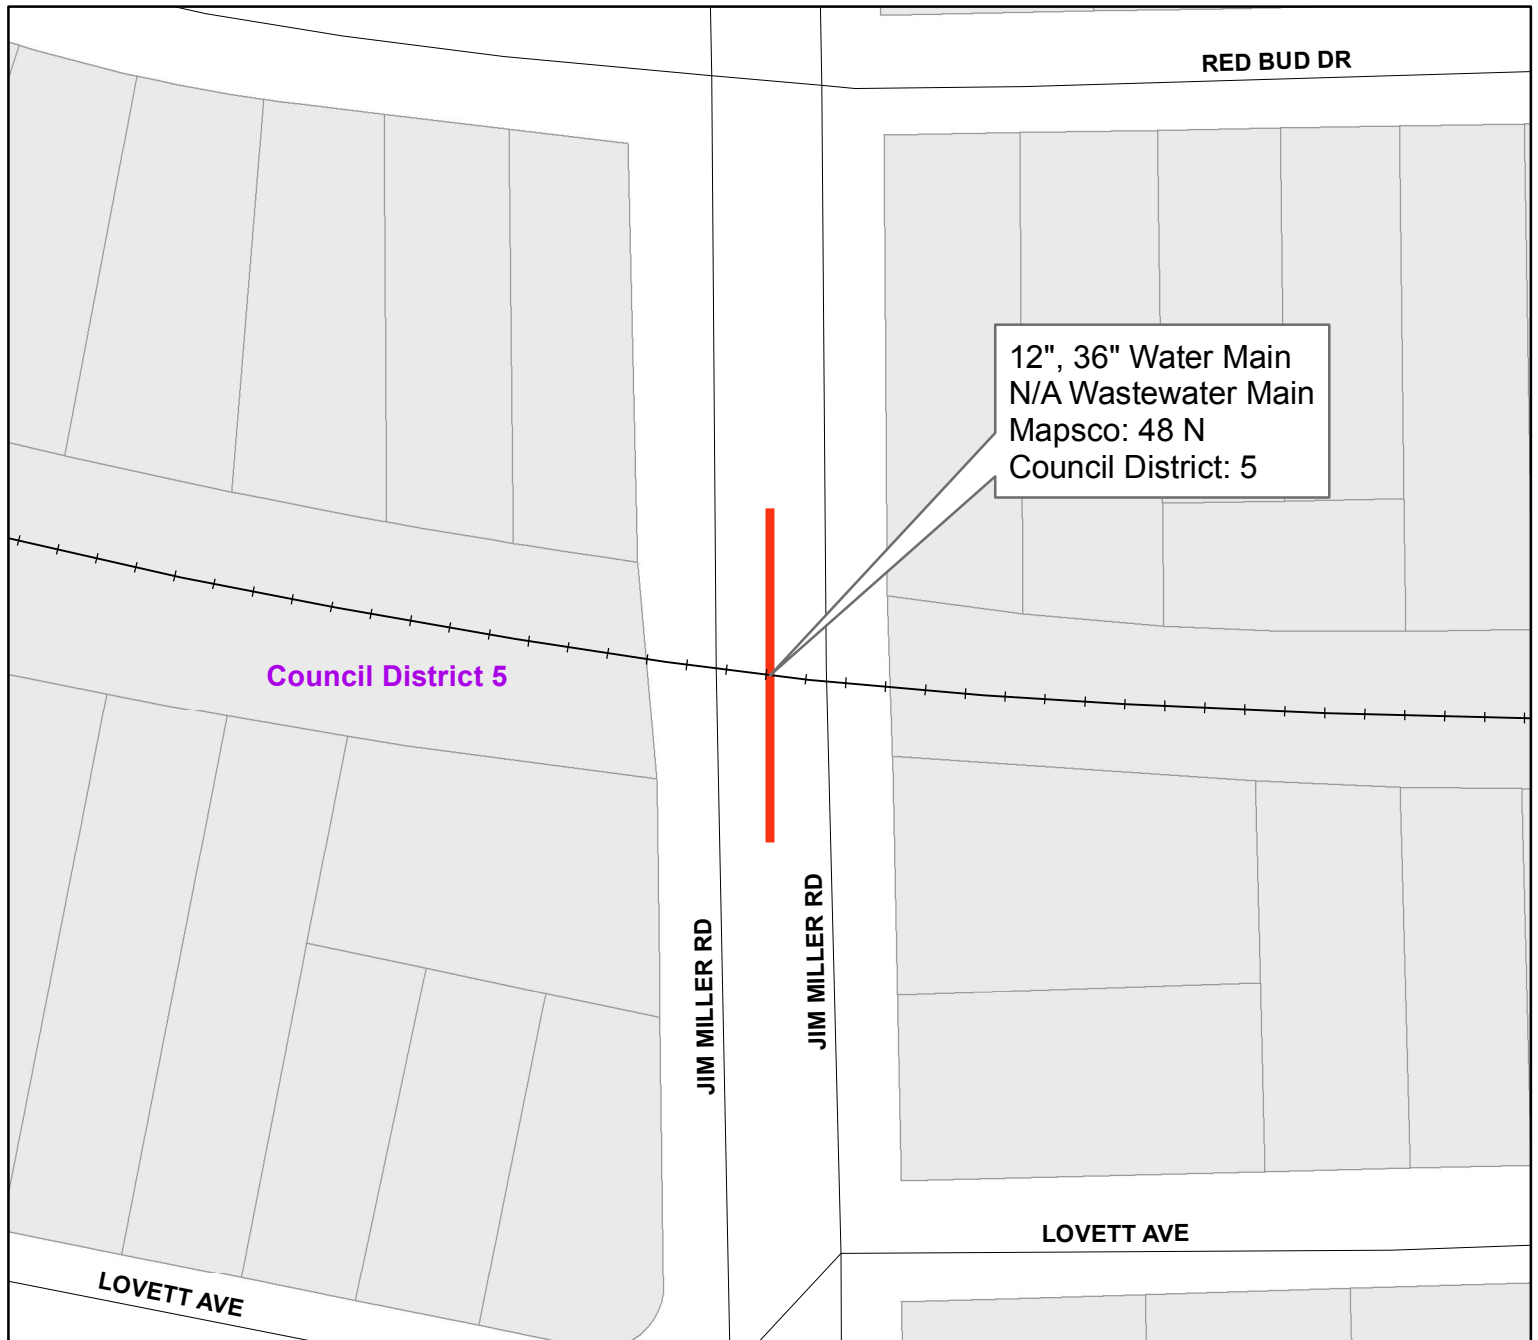 RED BUD DR
12", 36" Water Main
N/A Wastewater Main
Mapsco: 48 N
Council District: 5
Council District 5
JIM MILLER RD
JIM MILLER RD
LOVETT AVE
LOVETT AVE